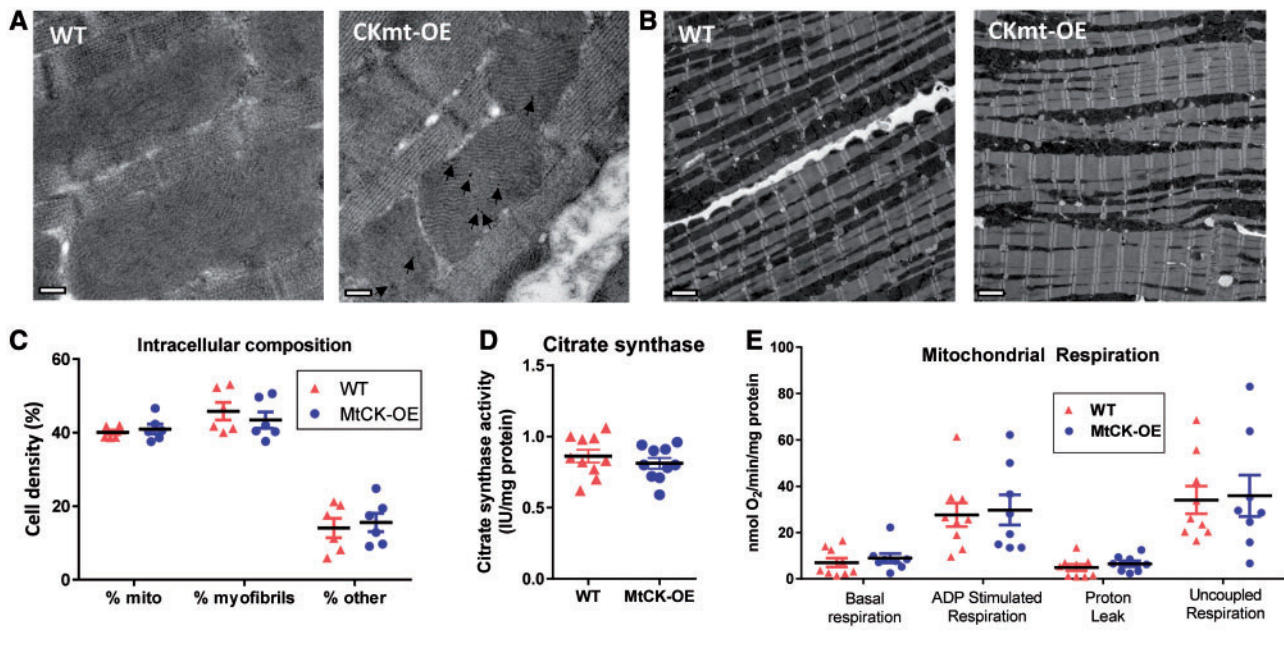 A
WT
CKmt-OE
B
WT
CKmt-OE
C
Intracellular composition
Cell density (%)
60
40
20
0
WT
MtCK-OE
% mito
% myofibrils
% other
D
Citrate synthase
Citrate synthase activity
(IU/mg protein)
1.5
1.0
0.5
0.0
WT
MtCK-OE
E
Mitochondrial Respiration
nmol O₂/min/mg protein
100
80
60
40
20
0
WT
MtCK-OE
Basal
respiration
ADP Stimulated
Respiration
Proton
Leak
Uncoupled
Respiration